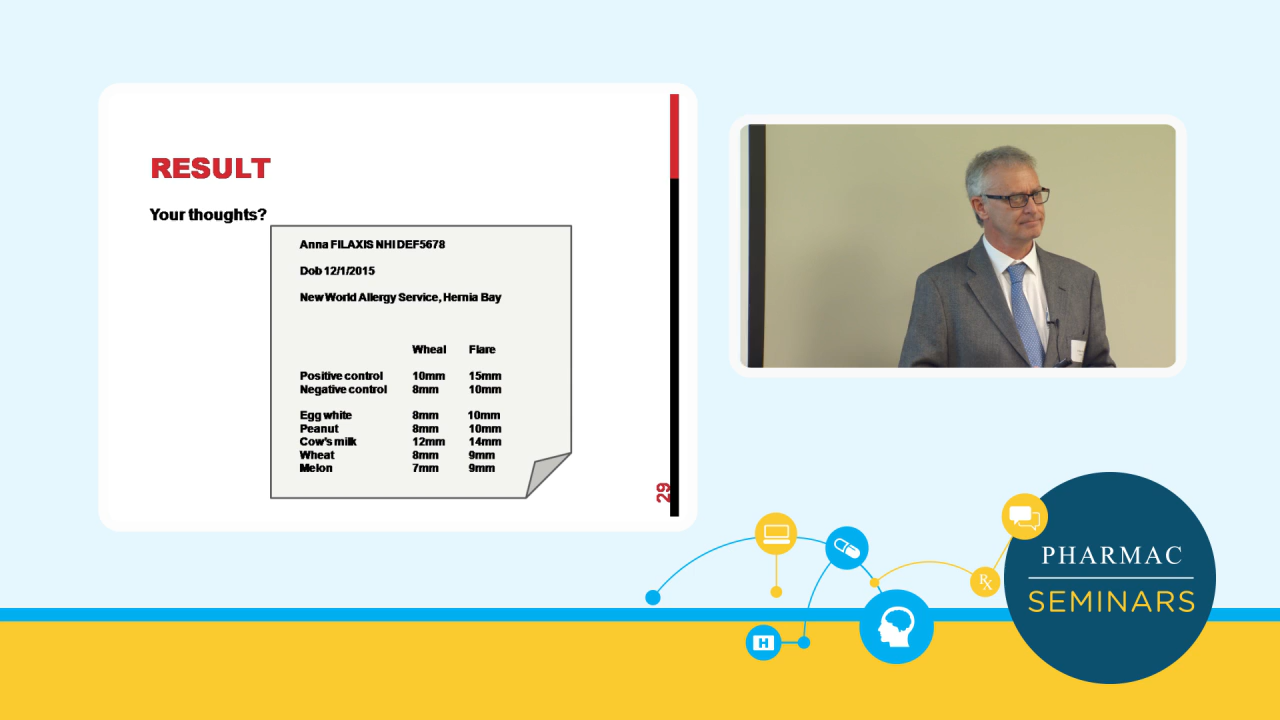 RESULT
Your thoughts?
Anna FILAXIS NHI DEF5678
Dob 12/1/2015
New World Allergy Service, Hernia Bay
Wheal Flare
Positive control 10mm 15mm
Negative control 8mm 10mm
Egg white 8mm 10mm
Peanut 8mm 10mm
Cow's milk 12mm 14mm
Wheat 8mm 9mm
Melon 7mm 9mm
29
H
Rx
PHARMAC
SEMINARS